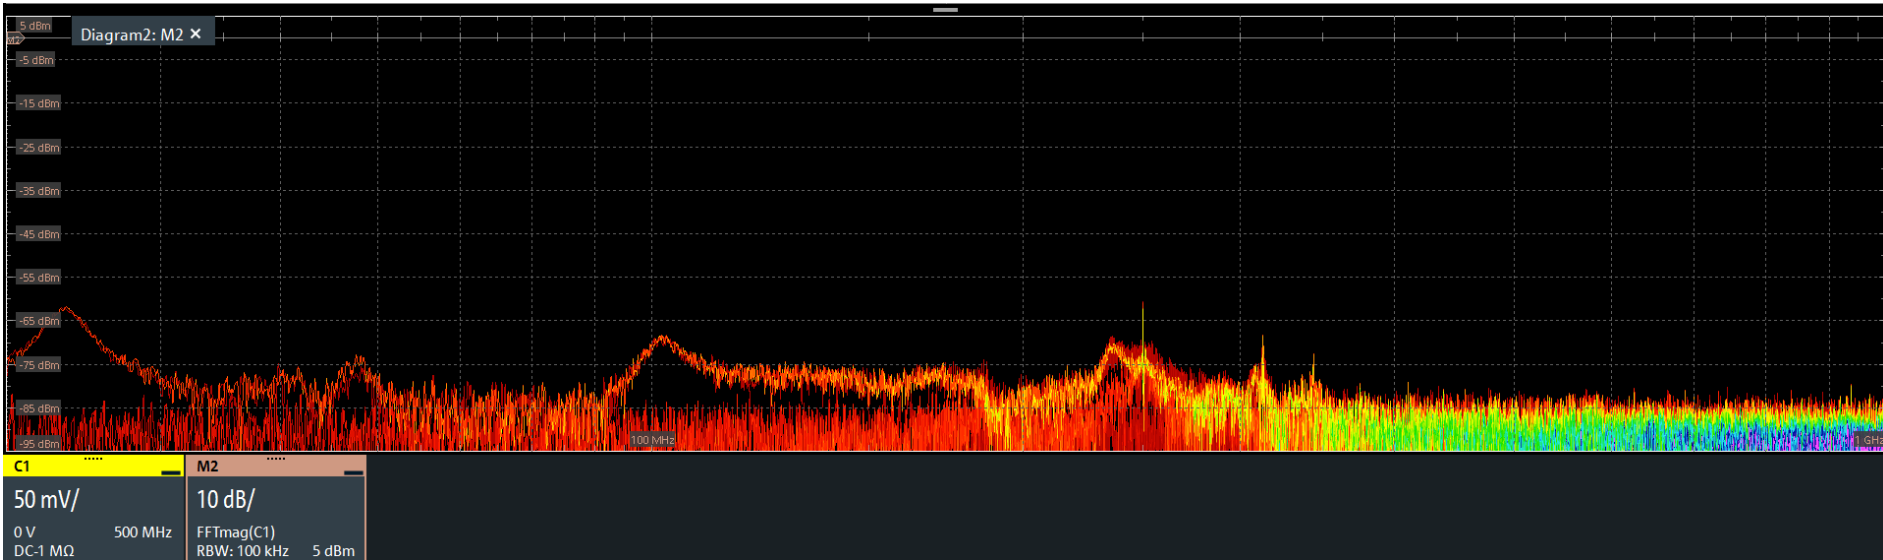 5 dBm
M2
Diagram2: M2 ×
-5 dBm
-15 dBm
-25 dBm
-35 dBm
-45 dBm
-55 dBm
-65 dBm
-75 dBm
-85 dBm
-95 dBm
100 MHz
1 GHz
C1
50 mV/
0 V 500 MHz
DC-1 MΩ
M2
10 dB/
FFTmag(C1)
RBW: 100 kHz 5 dBm